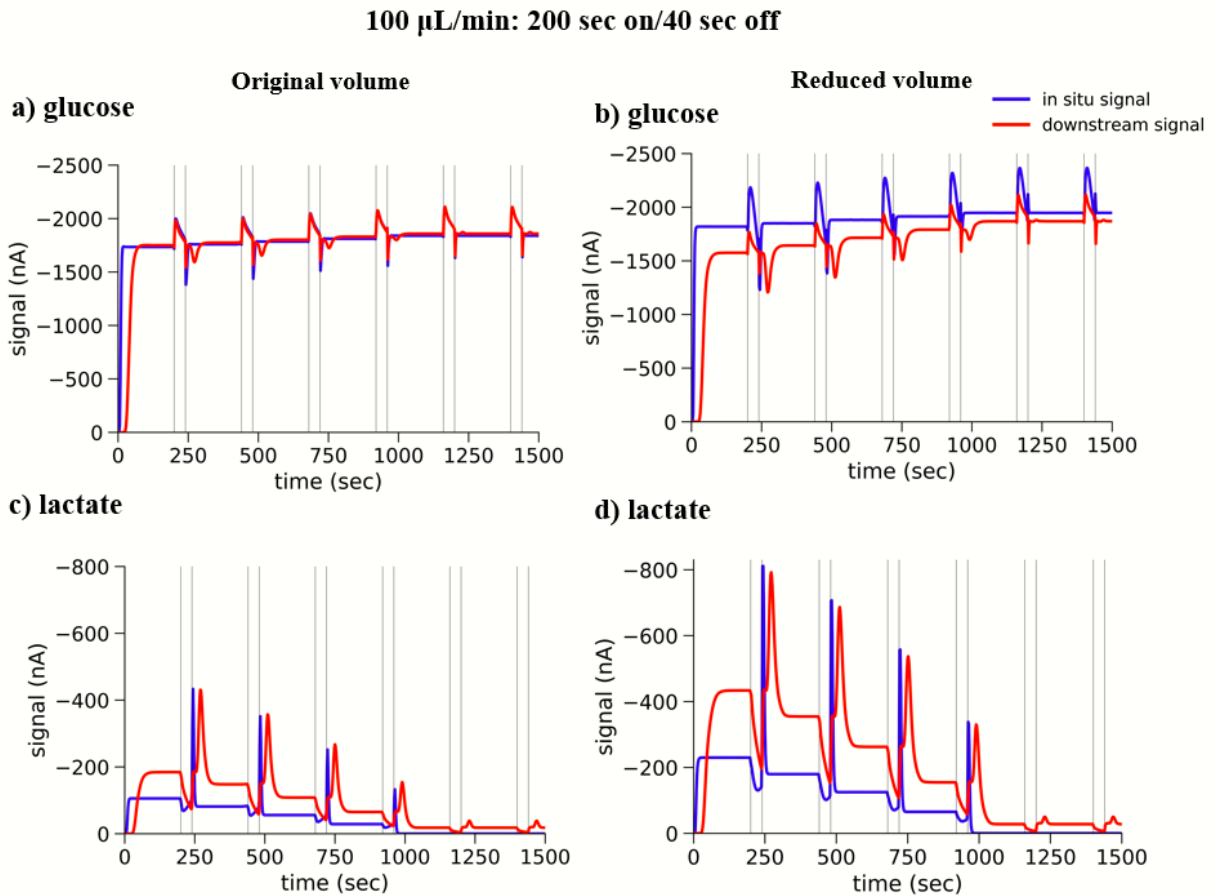 100 μL/min: 200 sec on/40 sec off
Original volume
Reduced volume
a) glucose
b) glucose
in situ signal
downstream signal
−2500
−2000
−1500
−1000
−500
0
signal (nA)
0 250 500 750 1000 1250 1500
time (sec)
−2500
−2000
−1500
−1000
−500
0
signal (nA)
0 250 500 750 1000 1250 1500
time (sec)
c) lactate
d) lactate
−800
−600
−400
−200
0
signal (nA)
0 250 500 750 1000 1250 1500
time (sec)
−800
−600
−400
−200
0
signal (nA)
0 250 500 750 1000 1250 1500
time (sec)